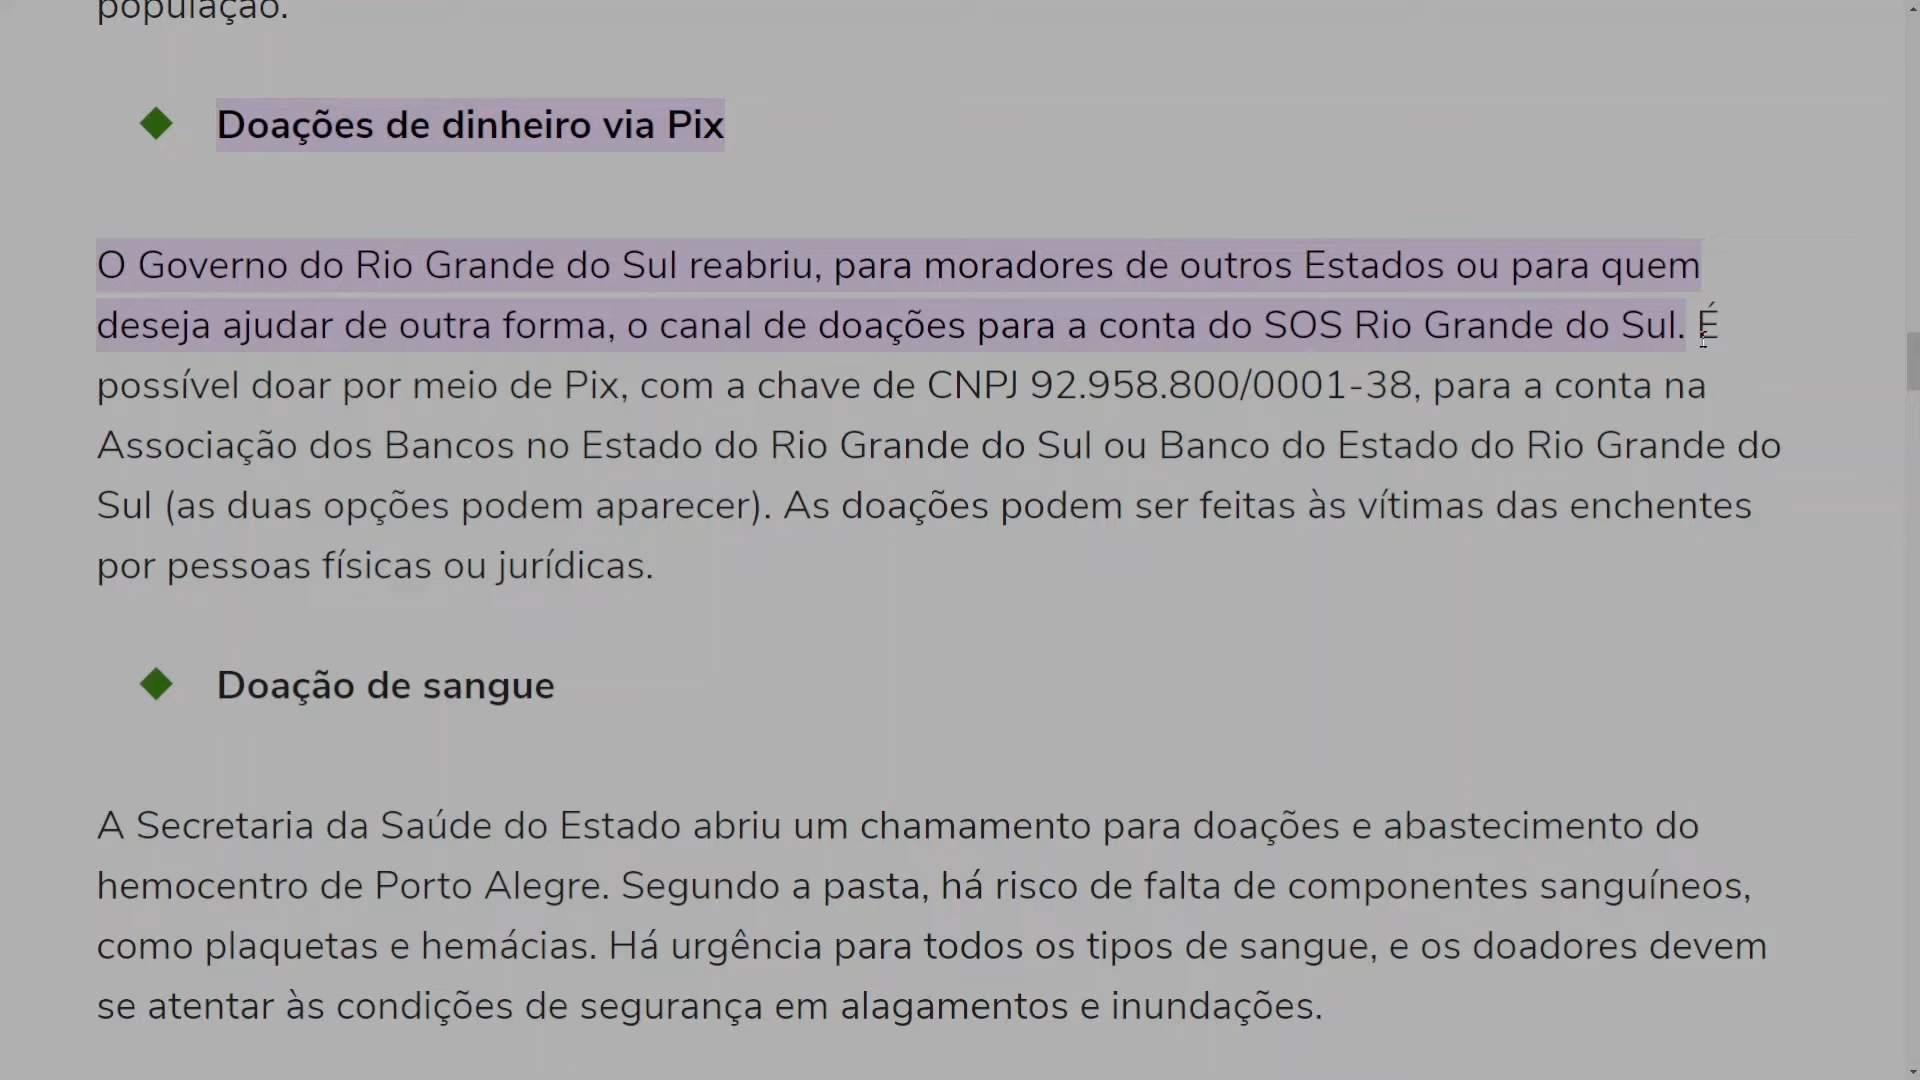 população.
Doações de dinheiro via Pix
O Governo do Rio Grande do Sul reabriu, para moradores de outros Estados ou para quem
deseja ajudar de outra forma, o canal de doações para a conta do SOS Rio Grande do Sul. É
possível doar por meio de Pix, com a chave de CNPJ 92.958.800/0001-38, para a conta na
Associação dos Bancos no Estado do Rio Grande do Sul ou Banco do Estado do Rio Grande do
Sul (as duas opções podem aparecer). As doações podem ser feitas às vítimas das enchentes
por pessoas físicas ou jurídicas.
Doação de sangue
A Secretaria da Saúde do Estado abriu um chamamento para doações e abastecimento do
hemocentro de Porto Alegre. Segundo a pasta, há risco de falta de componentes sanguíneos,
como plaquetas e hemácias. Há urgência para todos os tipos de sangue, e os doadores devem
se atentar às condições de segurança em alagamentos e inundações.